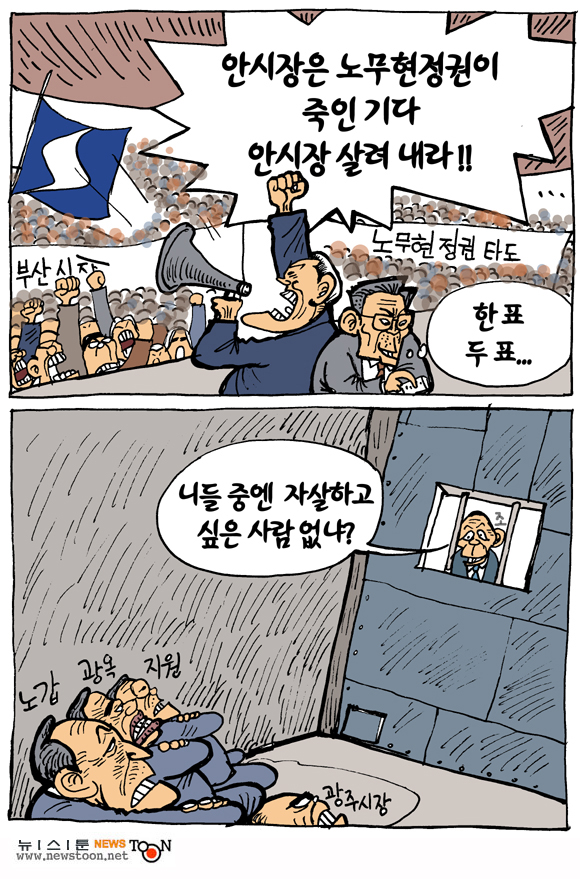 안시장은 노무현정권이
죽인 기다
안시장 살려 내라!!
...
노무현 정권 타도
부산 시장
한 표
두 표...
니들 중엔 자살하고
싶은 사람 없냐?
조
노갑 광옥 지원
광주시장
뉴|스|툰 NEWS TOON
www.newstoon.net